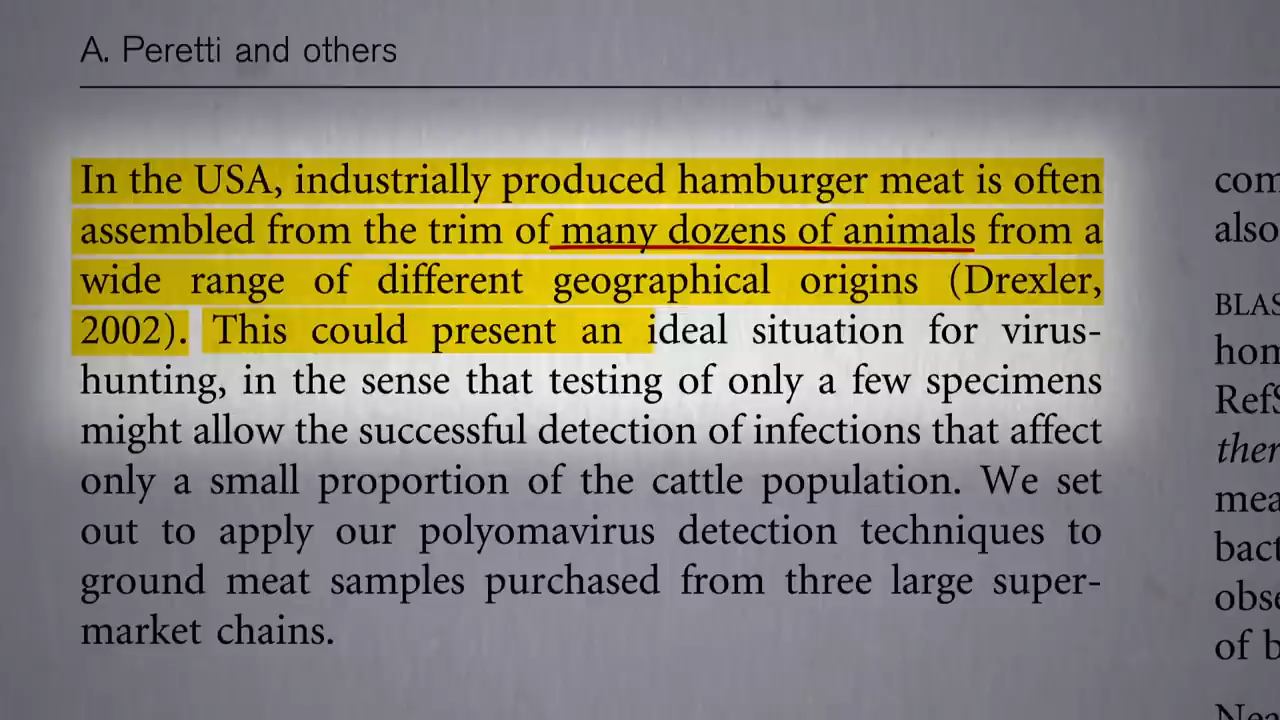 A. Peretti and others
In the USA, industrially produced hamburger meat is often
assembled from the trim of many dozens of animals from a
wide range of different geographical origins (Drexler,
2002). This could present an ideal situation for virus-
hunting, in the sense that testing of only a few specimens
might allow the successful detection of infections that affect
only a small proportion of the cattle population. We set
out to apply our polyomavirus detection techniques to
ground meat samples purchased from three large super-
market chains.
com
also
BLAS
hom
RefS
ther
mea
bact
obse
of b